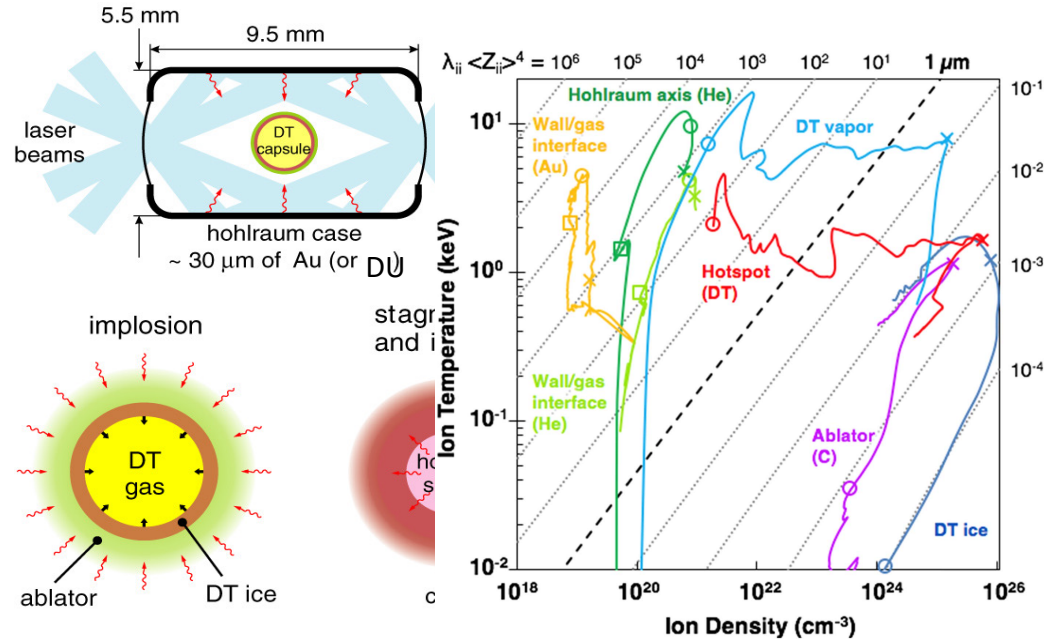 5.5 mm
9.5 mm
laser
beams
DT
capsule
hohlraum case
~ 30 μm of Au (or DU)
implosion
DT
gas
ablator
DT ice
stagn
and i
ho
s
c
λii <Zii>⁴ = 10⁶ 10⁵ 10⁴ 10³ 10² 10¹ 1 μm
Hohlraum axis (He)
Wall/gas
interface
(Au)
DT vapor
Hotspot
(DT)
Wall/gas
interface
(He)
Ablator
(C)
DT ice
10⁻¹
10⁻²
10⁻³
10⁻⁴
Ion Temperature (keV)
10¹
10⁰
10⁻¹
10⁻²
10¹⁸ 10²⁰ 10²² 10²⁴ 10²⁶
Ion Density (cm⁻³)